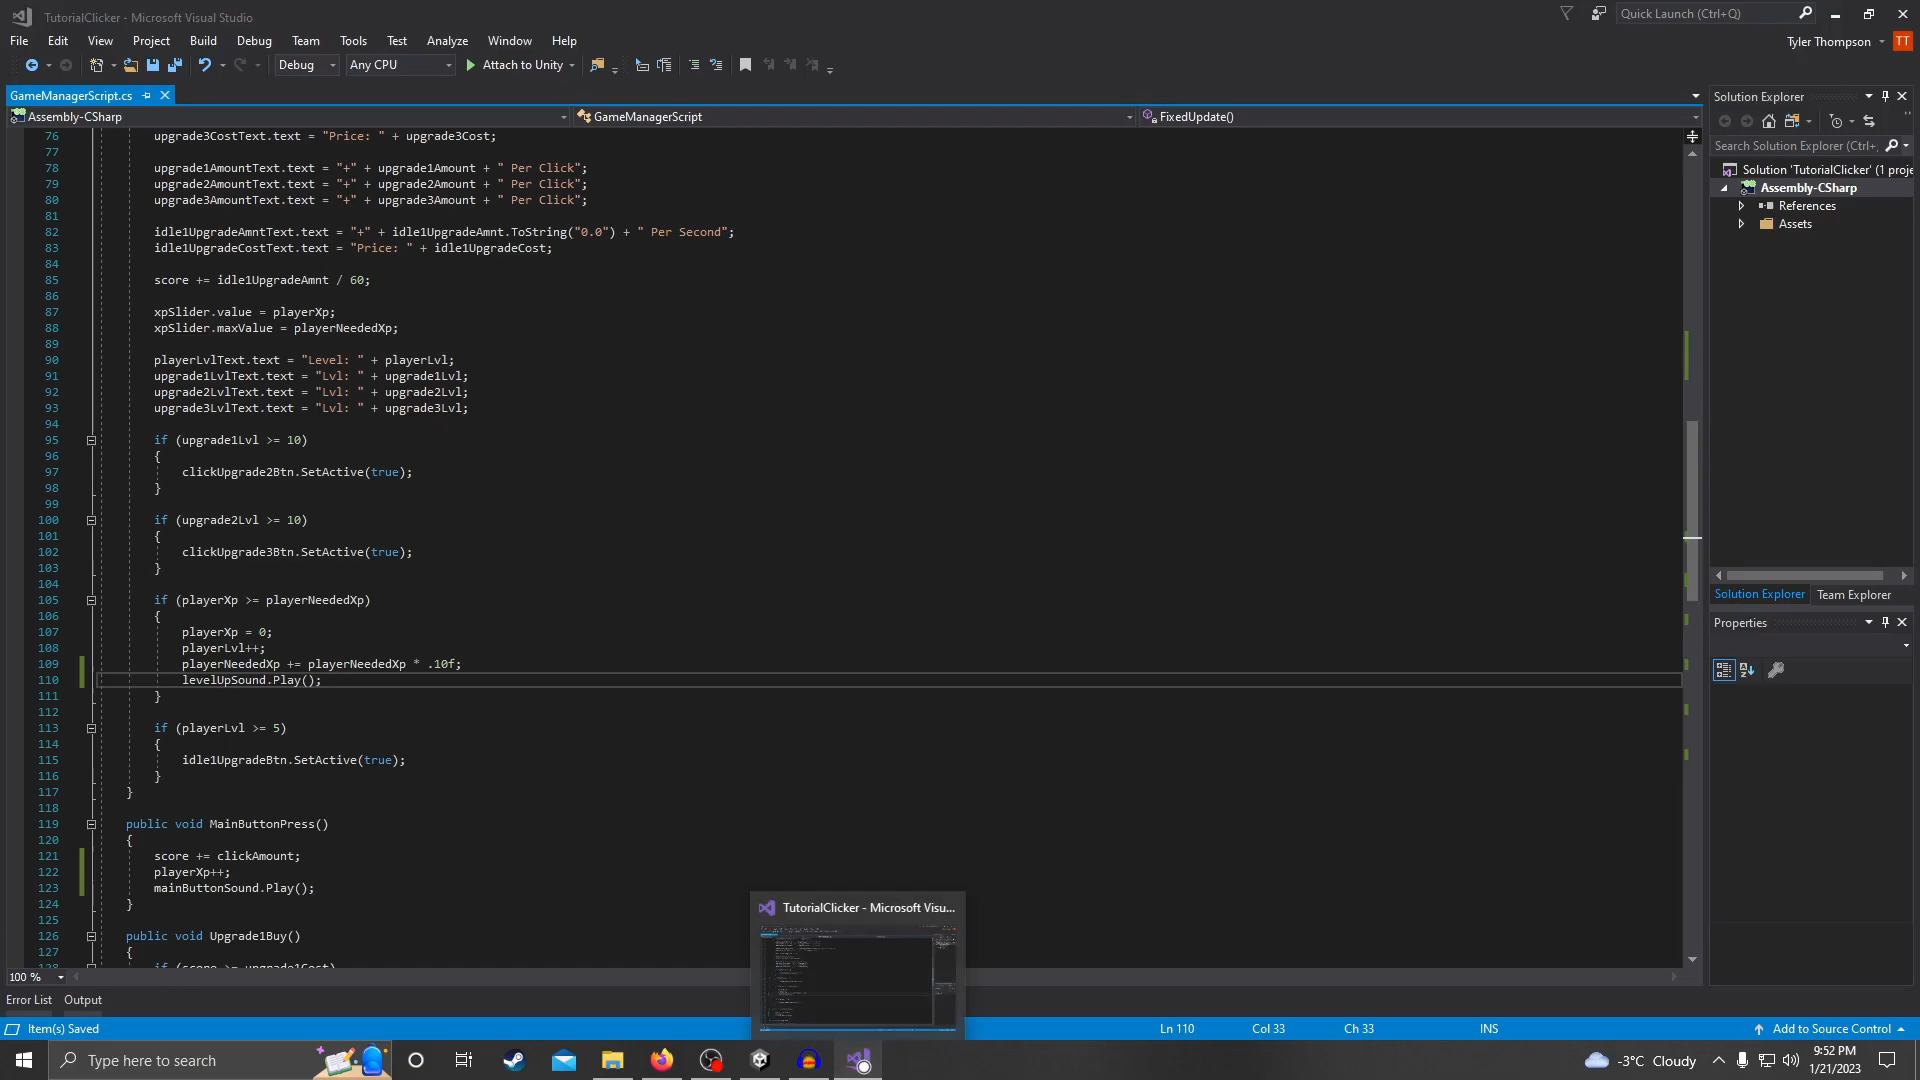 TutorialClicker - Microsoft Visual Studio
Quick Launch (Ctrl+Q)
File Edit View Project Build Debug Team Tools Test Analyze Window Help
Tyler Thompson TT
Debug Any CPU Attach to Unity
GameManagerScript.cs
Assembly-CSharp GameManagerScript FixedUpdate()
76 upgrade3CostText.text = "Price: " + upgrade3Cost;
77
78 upgrade1AmountText.text = "+" + upgrade1Amount + " Per Click";
79 upgrade2AmountText.text = "+" + upgrade2Amount + " Per Click";
80 upgrade3AmountText.text = "+" + upgrade3Amount + " Per Click";
81
82 idle1UpgradeAmntText.text = "+" + idle1UpgradeAmnt.ToString("0.0") + " Per Second";
83 idle1UpgradeCostText.text = "Price: " + idle1UpgradeCost;
84
85 score += idle1UpgradeAmnt / 60;
86
87 xpSlider.value = playerXp;
88 xpSlider.maxValue = playerNeededXp;
89
90 playerLvlText.text = "Level: " + playerLvl;
91 upgrade1LvlText.text = "Lvl: " + upgrade1Lvl;
92 upgrade2LvlText.text = "Lvl: " + upgrade2Lvl;
93 upgrade3LvlText.text = "Lvl: " + upgrade3Lvl;
94
95 if (upgrade1Lvl >= 10)
96 {
97 clickUpgrade2Btn.SetActive(true);
98 }
99
100 if (upgrade2Lvl >= 10)
101 {
102 clickUpgrade3Btn.SetActive(true);
103 }
104
105 if (playerXp >= playerNeededXp)
106 {
107 playerXp = 0;
108 playerLvl++;
109 playerNeededXp += playerNeededXp * .10f;
110 levelUpSound.Play();
111 }
112
113 if (playerLvl >= 5)
114 {
115 idle1UpgradeBtn.SetActive(true);
116 }
117 }
118
119 public void MainButtonPress()
120 {
121 score += clickAmount;
122 playerXp++;
123 mainButtonSound.Play();
124 }
125
126 public void Upgrade1Buy()
127 {
128 if (score >= upgrade1Cost)
100 %
Solution Explorer
Search Solution Explorer (Ctrl+;
Solution 'TutorialClicker' (1 proje
Assembly-CSharp
References
Assets
Solution Explorer Team Explorer
Properties
TutorialClicker - Microsoft Visu...
Error List Output
Item(s) Saved Ln 110 Col 33 Ch 33 INS Add to Source Control
Type here to search
-3°C Cloudy
9:52 PM
1/21/2023